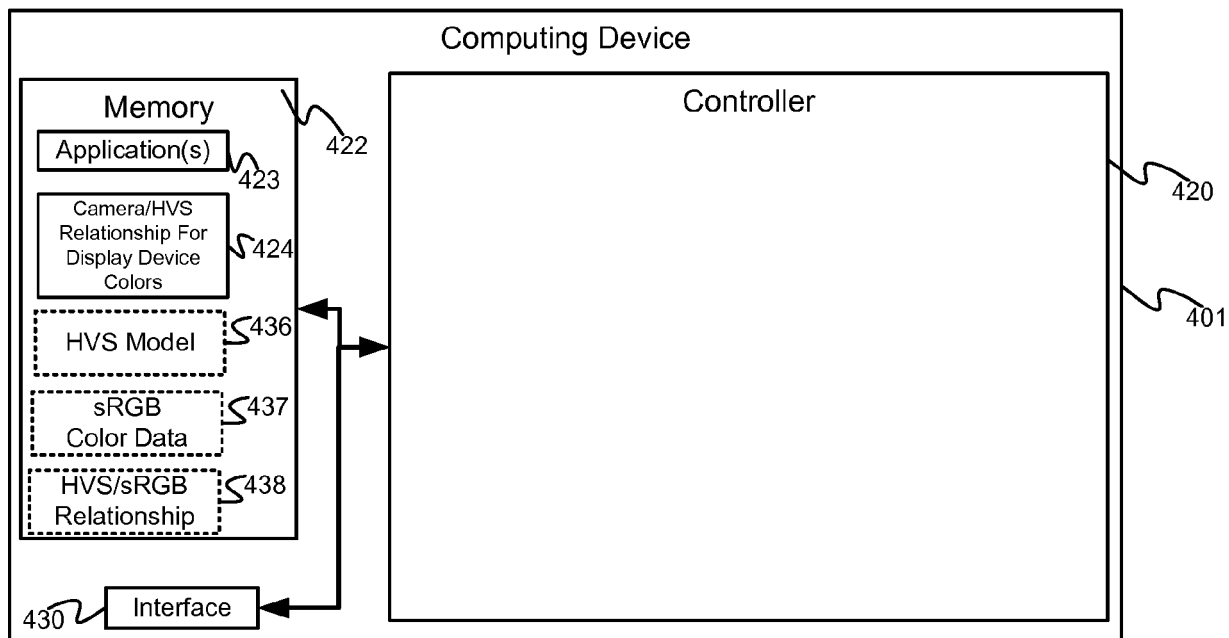 Computing Device
Memory
Controller
422
Application(s)
423
420
Camera/HVS
Relationship For
Display Device
Colors
424
401
HVS Model
436
sRGB
Color Data
437
HVS/sRGB
Relationship
438
430
Interface